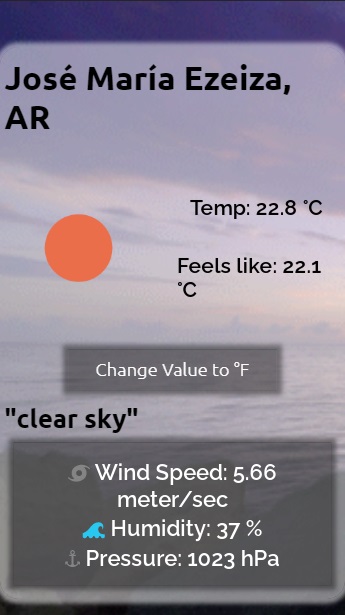 José María Ezeiza,
AR
Temp: 22.8 °C
Feels like: 22.1
°C
Change Value to °F
"clear sky"
Wind Speed: 5.66
meter/sec
Humidity: 37 %
Pressure: 1023 hPa